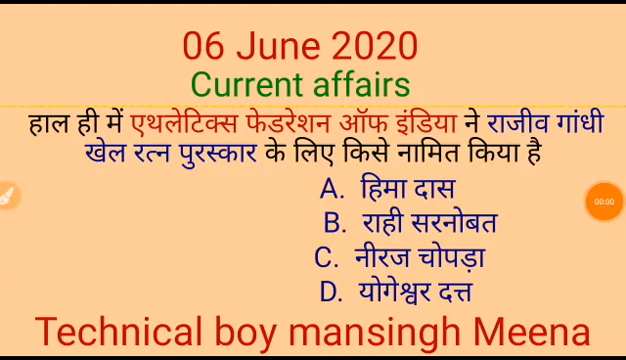 06 June 2020
Current affairs
हाल ही में एथलेटिक्स फेडरेशन ऑफ इंडिया ने राजीव गांधी
खेल रत्न पुरस्कार के लिए किसे नामित किया है
A. हिमा दास
B. राही सरनोबत
C. नीरज चोपड़ा
D. योगेश्वर दत्त
00:00
Technical boy mansingh Meena